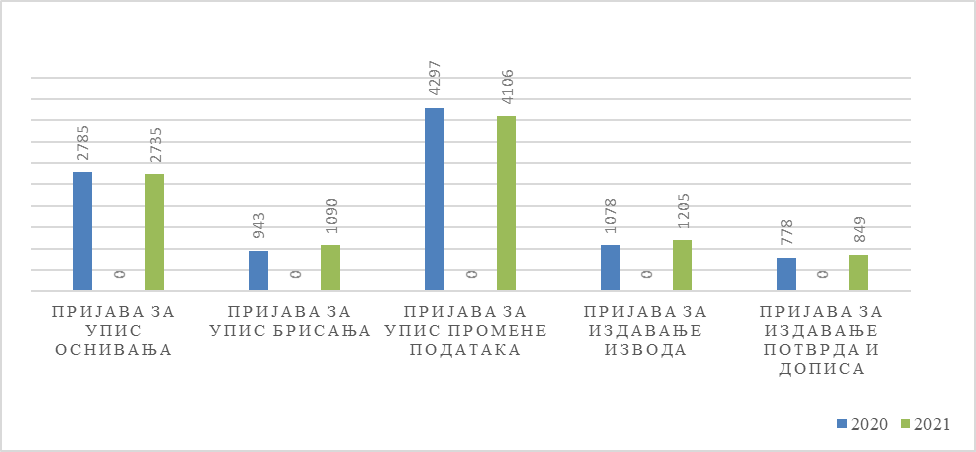 2785
0
2735
943
0
1090
4297
0
4106
1078
0
1205
778
0
849
ПРИЈАВА ЗА
УПИС
ОСНИВАЊА
ПРИЈАВА ЗА
УПИС БРИСАЊА
ПРИЈАВА ЗА
УПИС ПРОМЕНЕ
ПОДАТАКА
ПРИЈАВА ЗА
ИЗДАВАЊЕ
ИЗВОДА
ПРИЈАВА ЗА
ИЗДАВАЊЕ
ПОТВРДА И
ДОПИСА
2020 2021